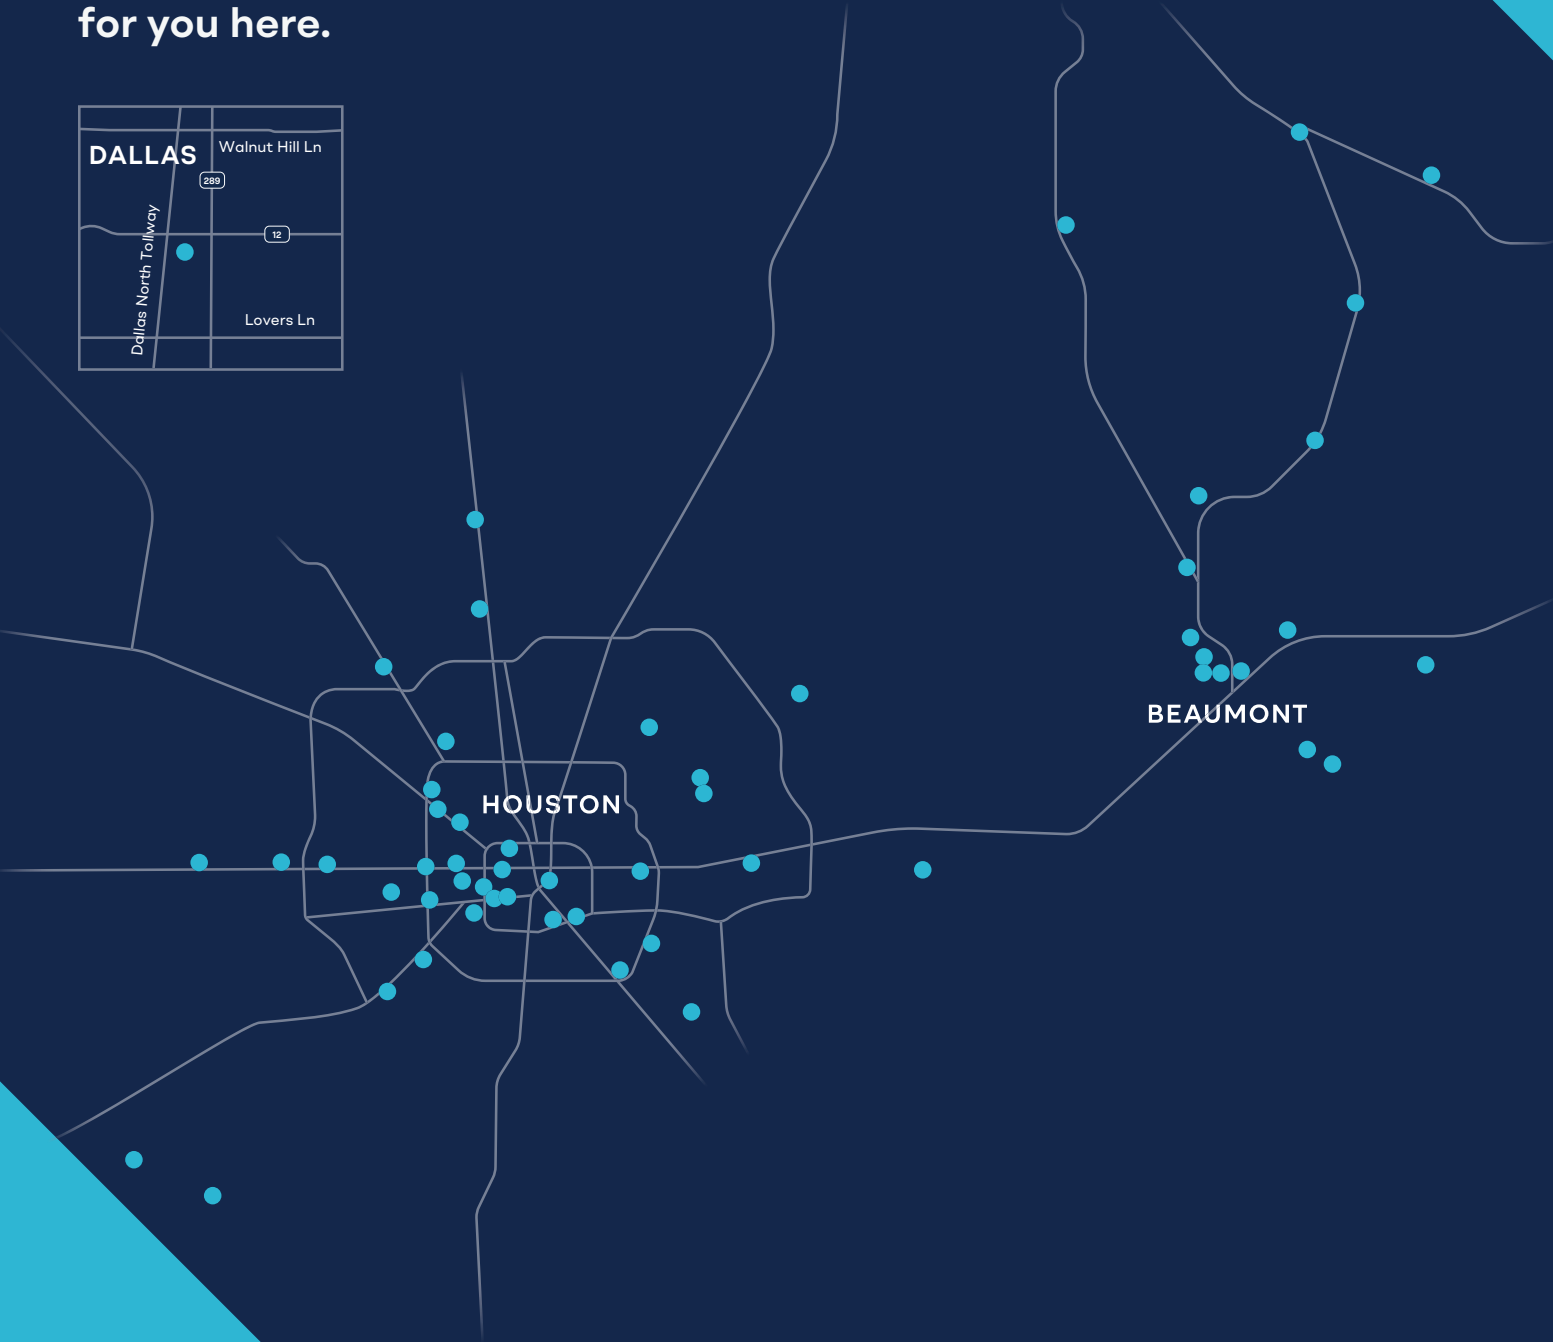 for you here.
DALLAS
Walnut Hill Ln
289
12
Dallas North Tollway
Lovers Ln
HOUSTON
BEAUMONT